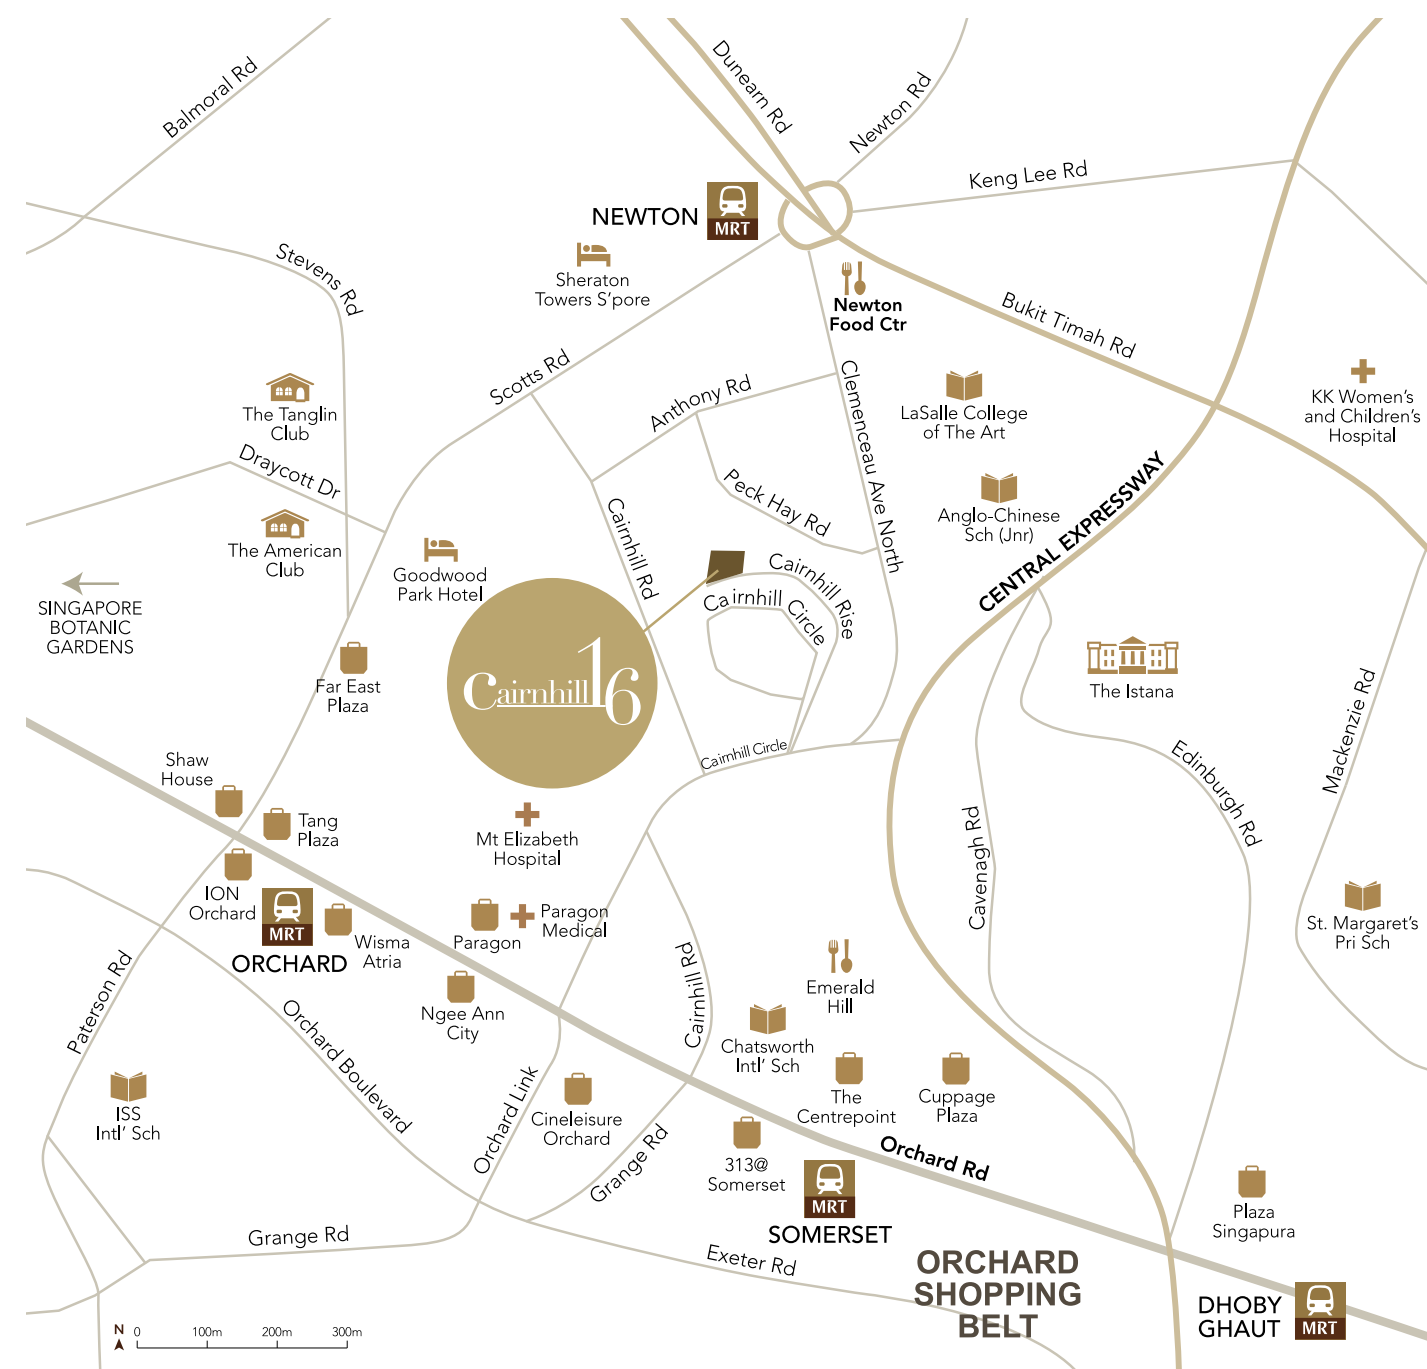 Balmoral Rd
Dunearn Rd
Newton Rd
Keng Lee Rd
NEWTON
MRT
Stevens Rd
Sheraton
Towers S'pore
Newton
Food Ctr
Bukit Timah Rd
Scotts Rd
Anthony Rd
Clemenceau Ave North
LaSalle College
of The Art
KK Women's
and Children's
Hospital
The Tanglin
Club
Draycott Dr
Peck Hay Rd
CENTRAL EXPRESSWAY
Anglo-Chinese
Sch (Jnr)
The American
Club
Goodwood
Park Hotel
Cairnhill Rd
Cairnhill Rise
Cairnhill Circle
SINGAPORE
BOTANIC
GARDENS
Cairnhill 16
Far East
Plaza
The Istana
Mackenzie Rd
Edinburgh Rd
Shaw
House
Cairnhill Circle
Tang
Plaza
Mt Elizabeth
Hospital
Cavenagh Rd
ION
Orchard
MRT
ORCHARD
Wisma
Atria
Paragon
Paragon
Medical
St. Margaret's
Pri Sch
Paterson Rd
Cairnhill Rd
Emerald
Hill
Ngee Ann
City
Orchard Boulevard
Chatsworth
Intl' Sch
The
Centrepoint
Cuppage
Plaza
ISS
Intl' Sch
Orchard Link
Cineleisure
Orchard
Grange Rd
313@
Somerset
MRT
SOMERSET
Orchard Rd
Plaza
Singapura
Grange Rd
Exeter Rd
ORCHARD
SHOPPING
BELT
DHOBY
GHAUT
MRT
N
0 100m 200m 300m